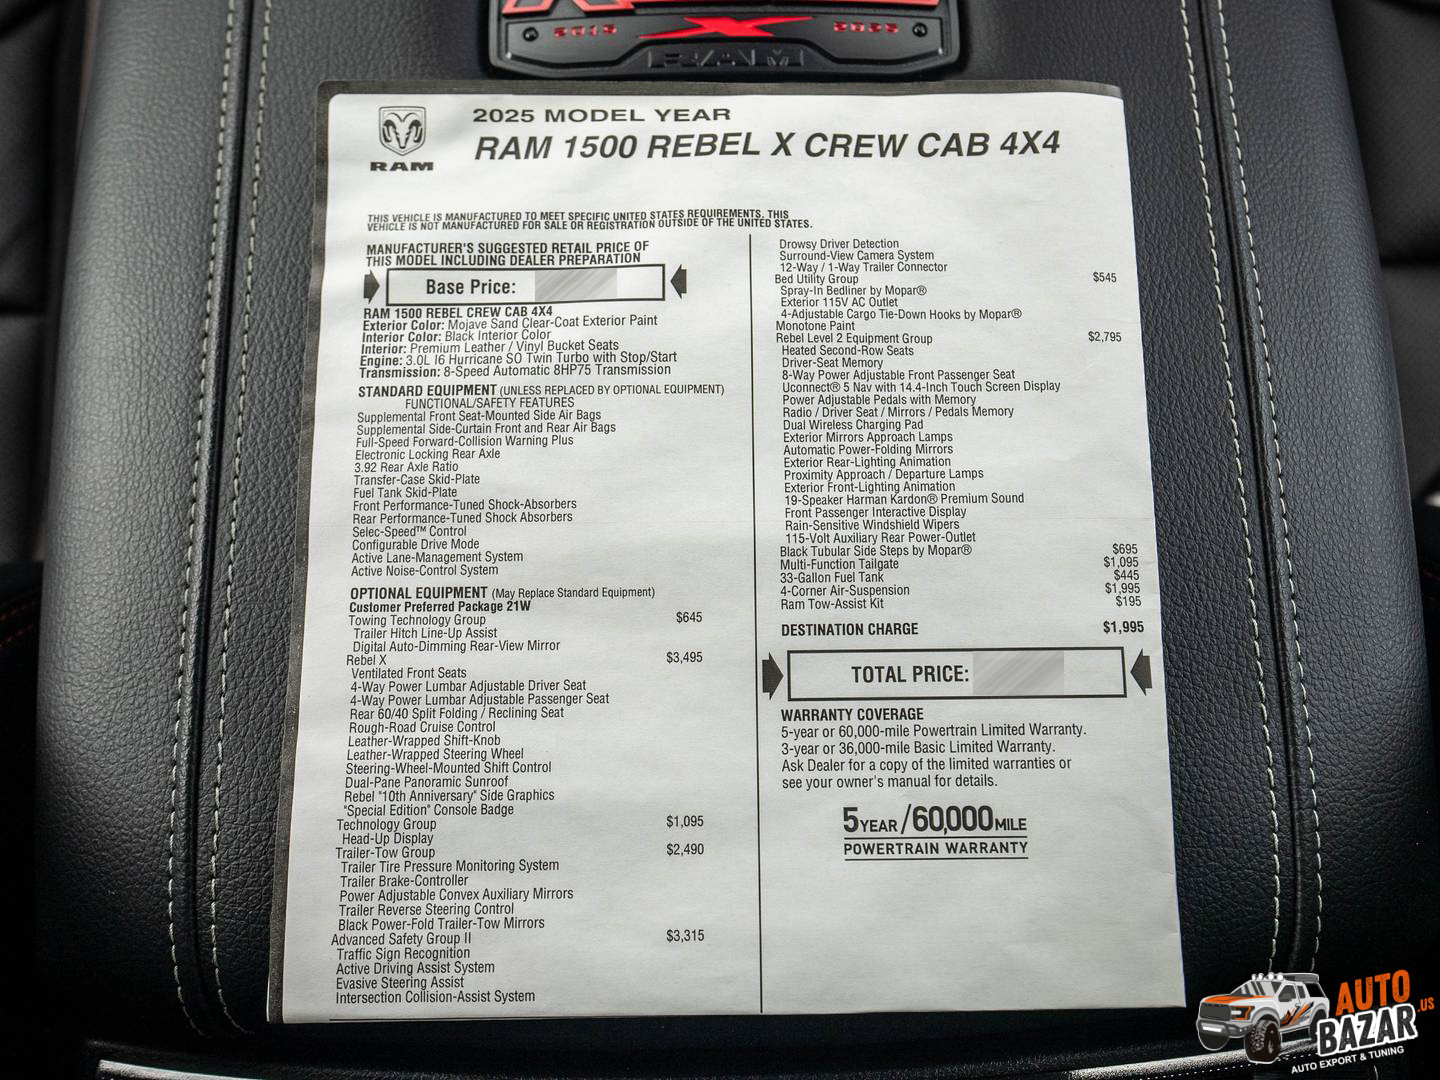 2015 2025
RAM
RAM
2025 MODEL YEAR
RAM 1500 REBEL X CREW CAB 4X4
THIS VEHICLE IS MANUFACTURED TO MEET SPECIFIC UNITED STATES REQUIREMENTS. THIS
VEHICLE IS NOT MANUFACTURED FOR SALE OR REGISTRATION OUTSIDE OF THE UNITED STATES.
MANUFACTURER'S SUGGESTED RETAIL PRICE OF
THIS MODEL INCLUDING DEALER PREPARATION
Base Price:
RAM 1500 REBEL CREW CAB 4X4
Exterior Color: Mojave Sand Clear-Coat Exterior Paint
Interior Color: Black Interior Color
Interior: Premium Leather / Vinyl Bucket Seats
Engine: 3.0L I6 Hurricane SO Twin Turbo with Stop/Start
Transmission: 8-Speed Automatic 8HP75 Transmission
STANDARD EQUIPMENT (UNLESS REPLACED BY OPTIONAL EQUIPMENT)
FUNCTIONAL/SAFETY FEATURES
Supplemental Front Seat-Mounted Side Air Bags
Supplemental Side-Curtain Front and Rear Air Bags
Full-Speed Forward-Collision Warning Plus
Electronic Locking Rear Axle
3.92 Rear Axle Ratio
Transfer-Case Skid-Plate
Fuel Tank Skid-Plate
Front Performance-Tuned Shock-Absorbers
Rear Performance-Tuned Shock Absorbers
Selec-Speed™ Control
Configurable Drive Mode
Active Lane-Management System
Active Noise-Control System
OPTIONAL EQUIPMENT (May Replace Standard Equipment)
Customer Preferred Package 21W
Towing Technology Group $645
Trailer Hitch Line-Up Assist
Digital Auto-Dimming Rear-View Mirror
Rebel X $3,495
Ventilated Front Seats
4-Way Power Lumbar Adjustable Driver Seat
4-Way Power Lumbar Adjustable Passenger Seat
Rear 60/40 Split Folding / Reclining Seat
Rough-Road Cruise Control
Leather-Wrapped Shift-Knob
Leather-Wrapped Steering Wheel
Steering-Wheel-Mounted Shift Control
Dual-Pane Panoramic Sunroof
Rebel "10th Anniversary" Side Graphics
"Special Edition" Console Badge
Technology Group $1,095
Head-Up Display
Trailer-Tow Group $2,490
Trailer Tire Pressure Monitoring System
Trailer Brake-Controller
Power Adjustable Convex Auxiliary Mirrors
Trailer Reverse Steering Control
Black Power-Fold Trailer-Tow Mirrors
Advanced Safety Group II $3,315
Traffic Sign Recognition
Active Driving Assist System
Evasive Steering Assist
Intersection Collision-Assist System
Drowsy Driver Detection
Surround-View Camera System
12-Way / 1-Way Trailer Connector
Bed Utility Group $545
Spray-In Bedliner by Mopar®
Exterior 115V AC Outlet
4-Adjustable Cargo Tie-Down Hooks by Mopar®
Monotone Paint
Rebel Level 2 Equipment Group $2,795
Heated Second-Row Seats
Driver-Seat Memory
8-Way Power Adjustable Front Passenger Seat
Uconnect® 5 Nav with 14.4-Inch Touch Screen Display
Power Adjustable Pedals with Memory
Radio / Driver Seat / Mirrors / Pedals Memory
Dual Wireless Charging Pad
Exterior Mirrors Approach Lamps
Automatic Power-Folding Mirrors
Exterior Rear-Lighting Animation
Proximity Approach / Departure Lamps
Exterior Front-Lighting Animation
19-Speaker Harman Kardon® Premium Sound
Front Passenger Interactive Display
Rain-Sensitive Windshield Wipers
115-Volt Auxiliary Rear Power-Outlet
Black Tubular Side Steps by Mopar® $695
Multi-Function Tailgate $1,095
33-Gallon Fuel Tank $445
4-Corner Air-Suspension $1,995
Ram Tow-Assist Kit $195
DESTINATION CHARGE $1,995
TOTAL PRICE:
WARRANTY COVERAGE
5-year or 60,000-mile Powertrain Limited Warranty.
3-year or 36,000-mile Basic Limited Warranty.
Ask Dealer for a copy of the limited warranties or
see your owner's manual for details.
5 YEAR / 60,000 MILE
POWERTRAIN WARRANTY
AUTO
BAZAR.US
AUTO EXPORT & TUNING